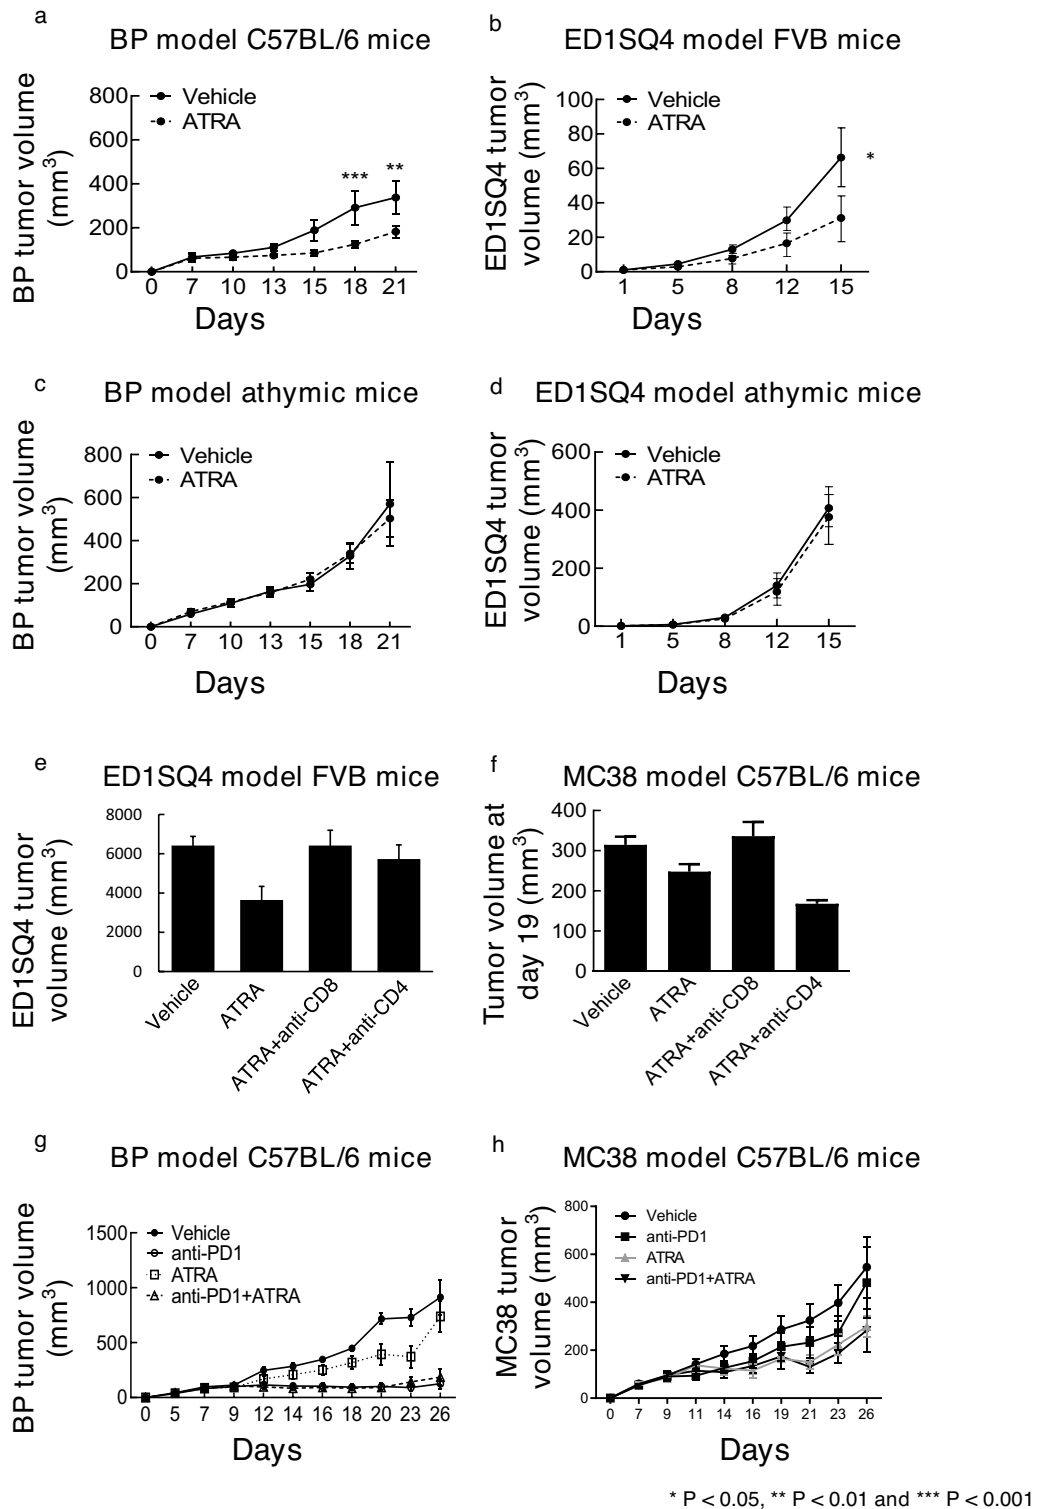 a
BP model C57BL/6 mice
BP tumor volume
(mm3)
800
600
400
200
0
Vehicle
ATRA
***
**
0 7 10 13 15 18 21
Days
b
ED1SQ4 model FVB mice
ED1SQ4 tumor
volume (mm3)
100
80
60
40
20
0
Vehicle
ATRA
*
1 5 8 12 15
Days
c
BP model athymic mice
BP tumor volume
(mm3)
800
600
400
200
0
Vehicle
ATRA
0 7 10 13 15 18 21
Days
d
ED1SQ4 model athymic mice
ED1SQ4 tumor
volume (mm3)
600
400
200
0
Vehicle
ATRA
1 5 8 12 15
Days
e
ED1SQ4 model FVB mice
ED1SQ4 tumor
volume (mm3)
8000
6000
4000
2000
0
Vehicle
ATRA
ATRA+anti-CD8
ATRA+anti-CD4
f
MC38 model C57BL/6 mice
Tumor volume at
day 19 (mm3)
400
300
200
100
0
Vehicle
ATRA
ATRA+anti-CD8
ATRA+anti-CD4
g
BP model C57BL/6 mice
BP tumor volume
(mm3)
1500
1000
500
0
Vehicle
anti-PD1
ATRA
anti-PD1+ATRA
0 5 7 9 12 14 16 18 20 23 26
Days
h
MC38 model C57BL/6 mice
MC38 tumor
volume (mm3)
800
600
400
200
0
Vehicle
anti-PD1
ATRA
anti-PD1+ATRA
0 7 9 11 14 16 19 21 23 26
Days
* P < 0.05, ** P < 0.01 and *** P < 0.001